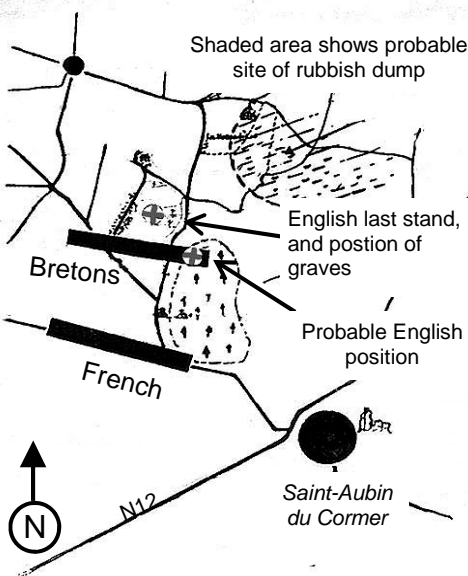 Shaded area shows probable
site of rubbish dump
English last stand,
and postion of
graves
Bretons
Probable English
position
French
N12
Saint-Aubin
du Cormer
N